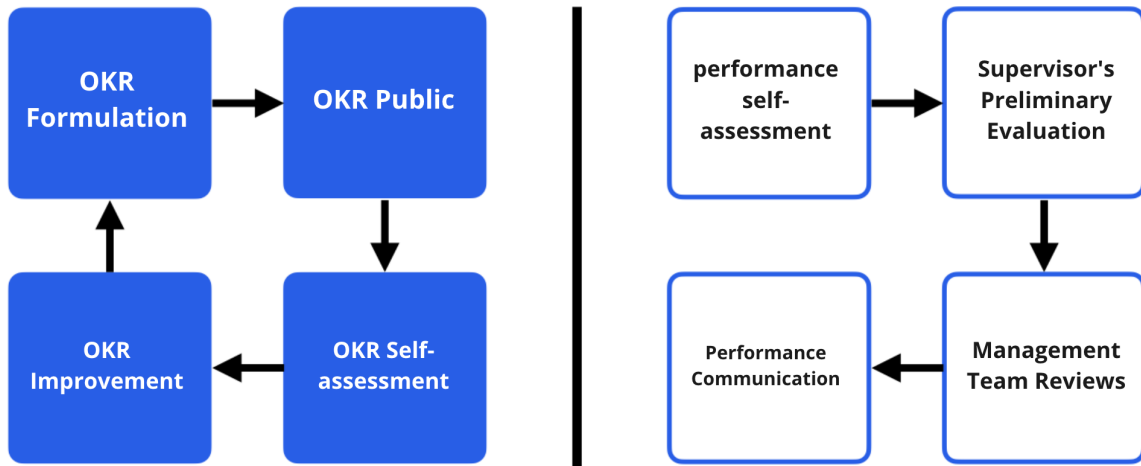 OKR
Formulation
OKR Public
OKR Self-
assessment
OKR
Improvement
performance
self-
assessment
Supervisor's
Preliminary
Evaluation
Management
Team Reviews
Performance
Communication